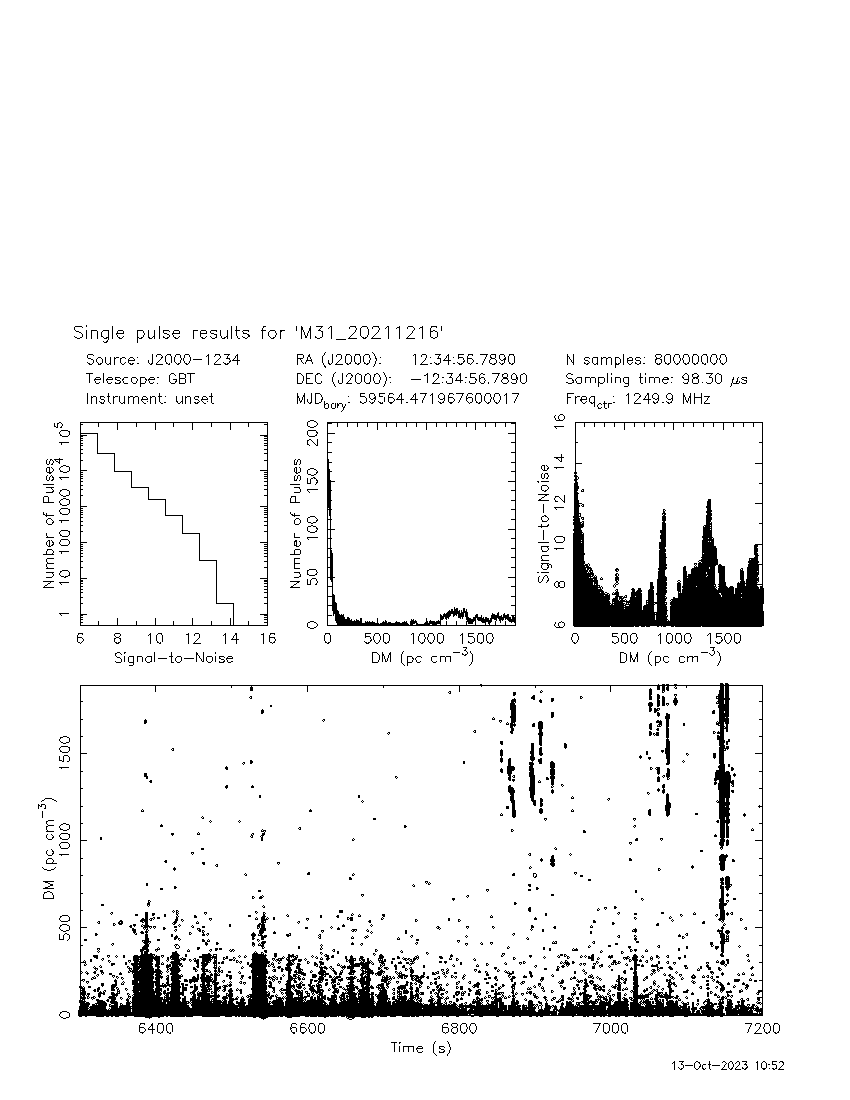 Single pulse results for 'M31_20211216'
Source: J2000−1234 RA (J2000): 12:34:56.7890 N samples: 80000000
Telescope: GBT DEC (J2000): −12:34:56.7890 Sampling time: 98.30 μs
Instrument: unset MJDbary: 59564.471967600017 Freqctr: 1249.9 MHz
Number of Pulses
1 10 100 1000 10^4 10^5
6 8 10 12 14 16
Signal−to−Noise
Number of Pulses
0 50 100 150 200
0 500 1000 1500
DM (pc cm^−3)
Signal−to−Noise
6 8 10 12 14 16
0 500 1000 1500
DM (pc cm^−3)
DM (pc cm^−3)
0 500 1000 1500
6400 6600 6800 7000 7200
Time (s)
13−Oct−2023 10:52